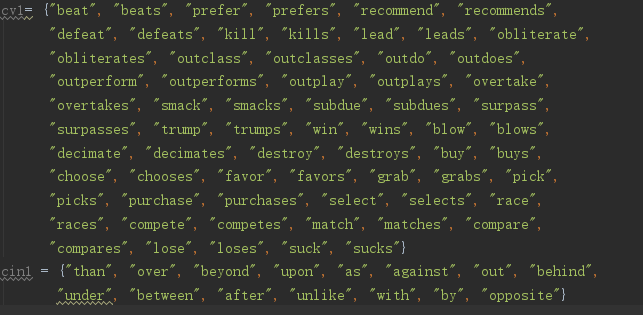 cv1= {"beat", "beats", "prefer", "prefers", "recommend", "recommends",
"defeat", "defeats", "kill", "kills", "lead", "leads", "obliterate",
"obliterates", "outclass", "outclasses", "outdo", "outdoes",
"outperform", "outperforms", "outplay", "outplays", "overtake",
"overtakes", "smack", "smacks", "subdue", "subdues", "surpass",
"surpasses", "trump", "trumps", "win", "wins", "blow", "blows",
"decimate", "decimates", "destroy", "destroys", "buy", "buys",
"choose", "chooses", "favor", "favors", "grab", "grabs", "pick",
"picks", "purchase", "purchases", "select", "selects", "race",
"races", "compete", "competes", "match", "matches", "compare",
"compares", "lose", "loses", "suck", "sucks"}
cin1 = {"than", "over", "beyond", "upon", "as", "against", "out", "behind",
"under", "between", "after", "unlike", "with", "by", "opposite"}